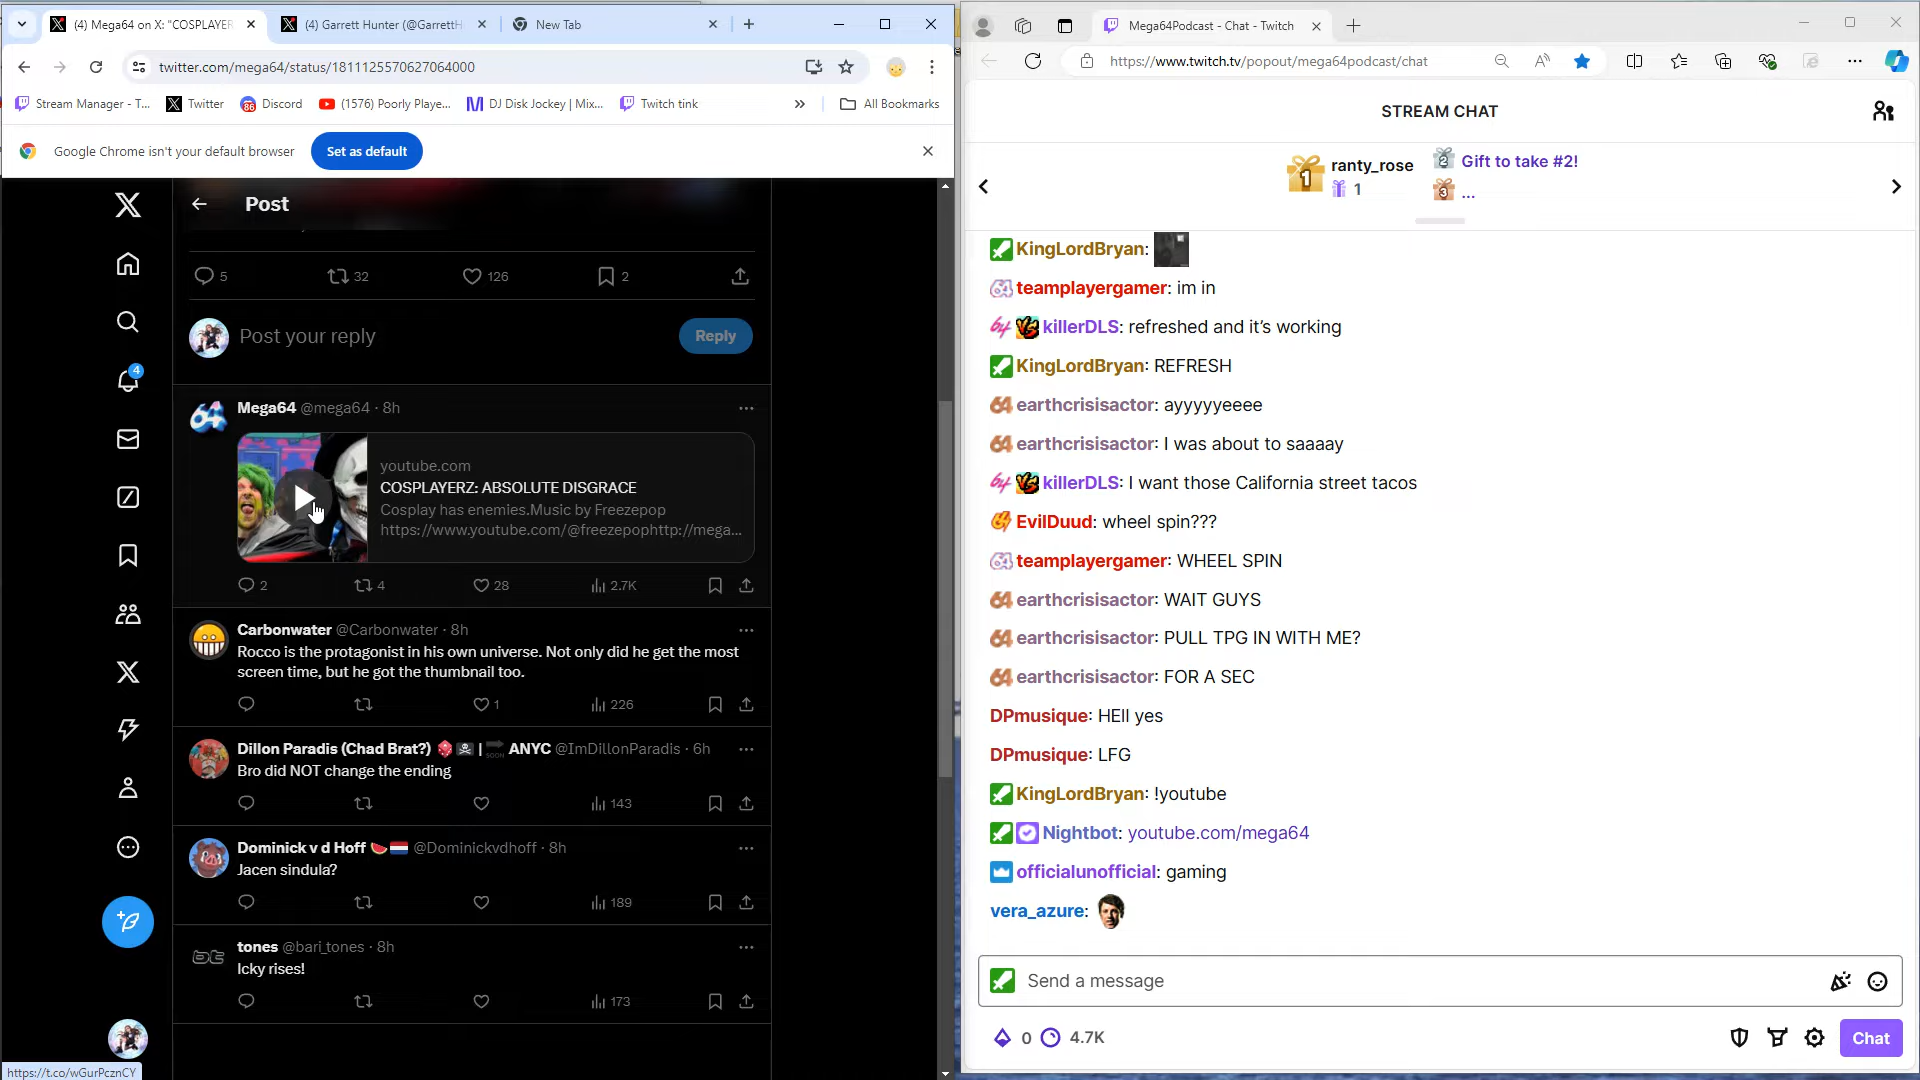 (4) Mega64 on X: "COSPLAYER
(4) Garrett Hunter (@GarrettH
New Tab
twitter.com/mega64/status/1811125570627064000
Stream Manager - T...
Twitter
Discord
(1576) Poorly Playe...
DJ Disk Jockey | Mix...
Twitch tink
All Bookmarks
Google Chrome isn't your default browser
Set as default
Post
5
32
126
2
Post your reply
Reply
4
Mega64 @mega64 · 8h
youtube.com
COSPLAYERZ: ABSOLUTE DISGRACE
Cosplay has enemies.Music by Freezepop
https://www.youtube.com/@freezepophttp://mega...
2
4
28
2.7K
Carbonwater @Carbonwater · 8h
Rocco is the protagonist in his own universe. Not only did he get the most
screen time, but he got the thumbnail too.
1
226
Dillon Paradis (Chad Brat?) | SOON ANYC @ImDillonParadis · 6h
Bro did NOT change the ending
143
Dominick v d Hoff @Dominickvdhoff · 8h
Jacen sindula?
189
tones @bari_tones · 8h
Icky rises!
173
https://t.co/wGurPcznCY
Mega64Podcast - Chat - Twitch
https://www.twitch.tv/popout/mega64podcast/chat
STREAM CHAT
1
ranty_rose
1
2
Gift to take #2!
3
...
KingLordBryan:
teamplayergamer: im in
killerDLS: refreshed and it's working
KingLordBryan: REFRESH
earthcrisisactor: ayyyyyeeee
earthcrisisactor: I was about to saaaay
killerDLS: I want those California street tacos
EvilDuud: wheel spin???
teamplayergamer: WHEEL SPIN
earthcrisisactor: WAIT GUYS
earthcrisisactor: PULL TPG IN WITH ME?
earthcrisisactor: FOR A SEC
DPmusique: HEll yes
DPmusique: LFG
KingLordBryan: !youtube
Nightbot: youtube.com/mega64
officialunofficial: gaming
vera_azure:
Send a message
0
4.7K
Chat